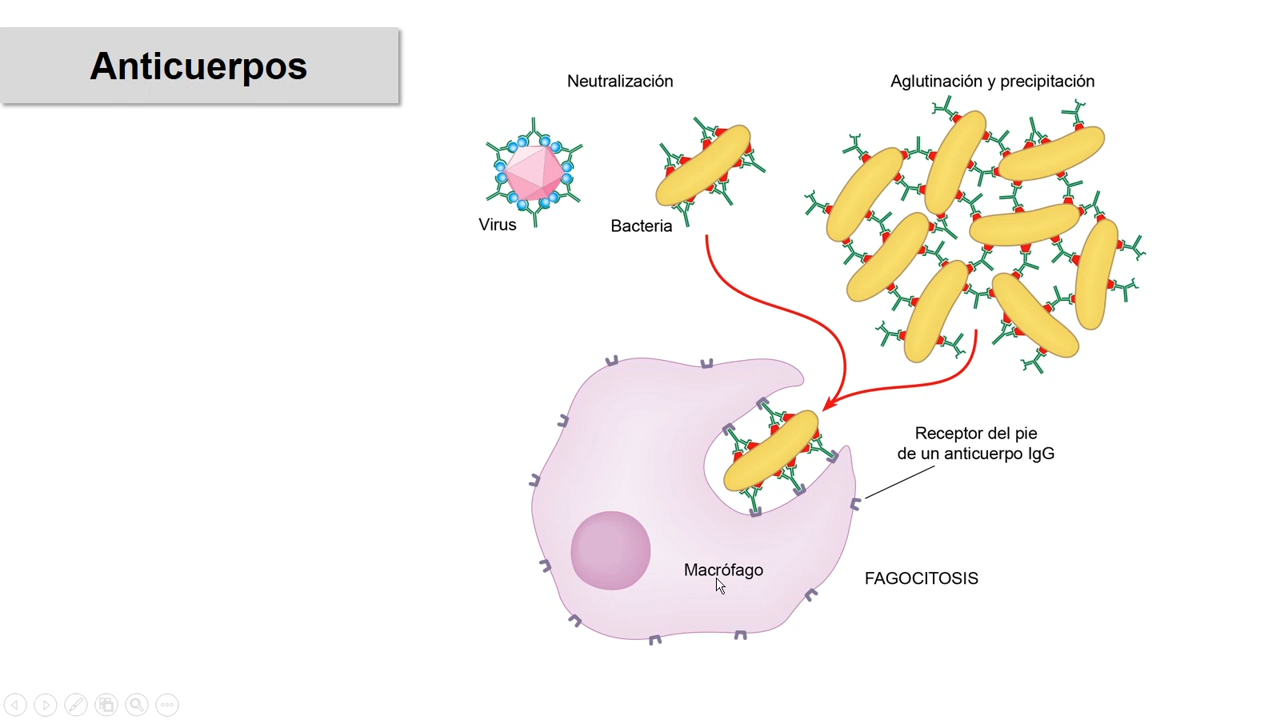 Anticuerpos
Neutralización
Aglutinación y precipitación
Virus
Bacteria
Receptor del pie
de un anticuerpo IgG
Macrófago
FAGOCITOSIS